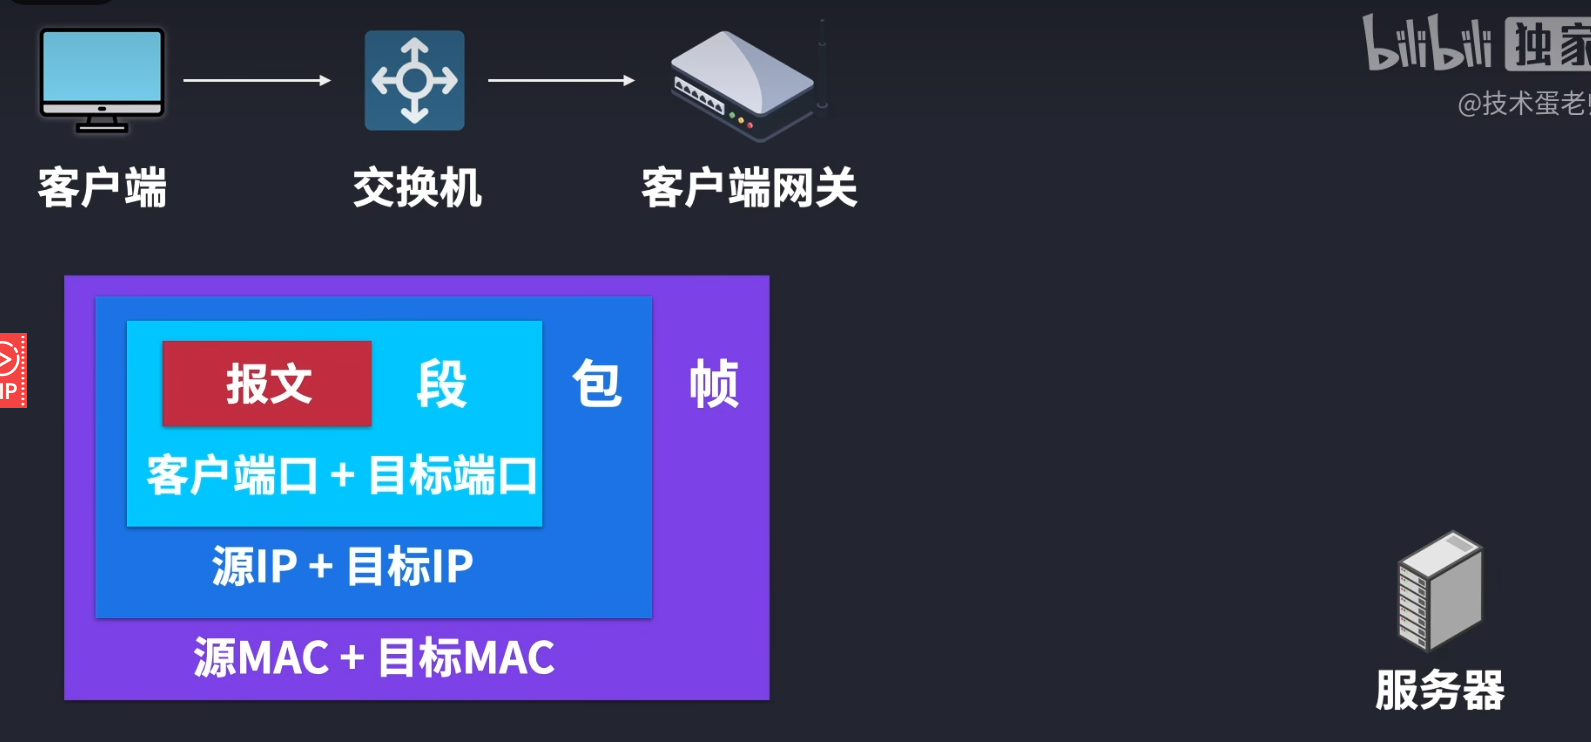 bilibili 独家
@技术蛋老师
客户端
交换机
客户端网关
报文 段 包 帧
客户端口 + 目标端口
源IP + 目标IP
源MAC + 目标MAC
IP
服务器